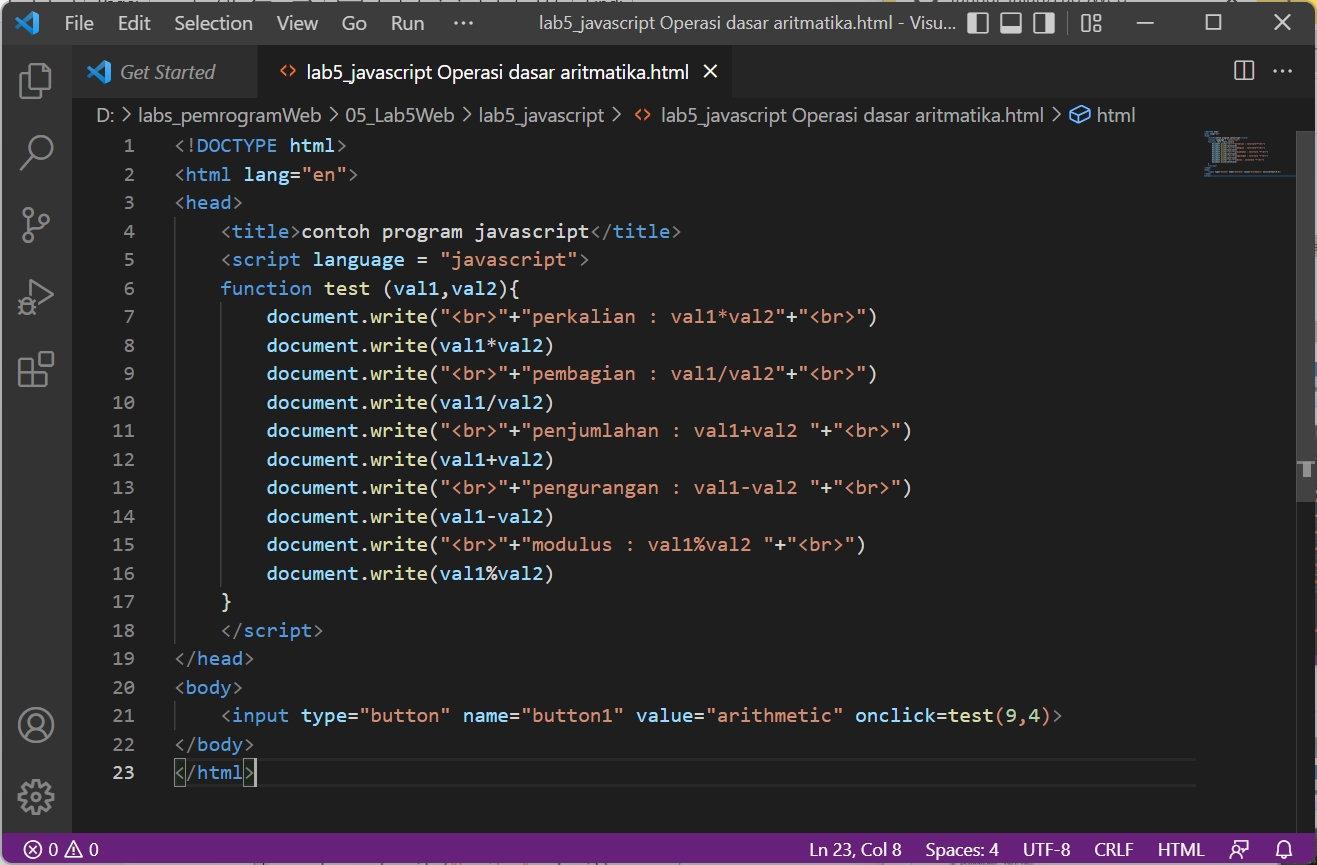 File Edit Selection View Go Run ··· lab5_javascript Operasi dasar aritmatika.html - Visu...
Get Started lab5_javascript Operasi dasar aritmatika.html
D: > labs_pemrogramWeb > 05_Lab5Web > lab5_javascript > lab5_javascript Operasi dasar aritmatika.html > html
1 <!DOCTYPE html>
2 <html lang="en">
3 <head>
4     <title>contoh program javascript</title>
5     <script language = "javascript">
6     function test (val1,val2){
7         document.write("<br>"+"perkalian : val1*val2"+"<br>")
8         document.write(val1*val2)
9         document.write("<br>"+"pembagian : val1/val2"+"<br>")
10         document.write(val1/val2)
11         document.write("<br>"+"penjumlahan : val1+val2 "+"<br>")
12         document.write(val1+val2)
13         document.write("<br>"+"pengurangan : val1-val2 "+"<br>")
14         document.write(val1-val2)
15         document.write("<br>"+"modulus : val1%val2 "+"<br>")
16         document.write(val1%val2)
17     }
18     </script>
19 </head>
20 <body>
21     <input type="button" name="button1" value="arithmetic" onclick=test(9,4)>
22 </body>
23 </html>
0 0 Ln 23, Col 8 Spaces: 4 UTF-8 CRLF HTML